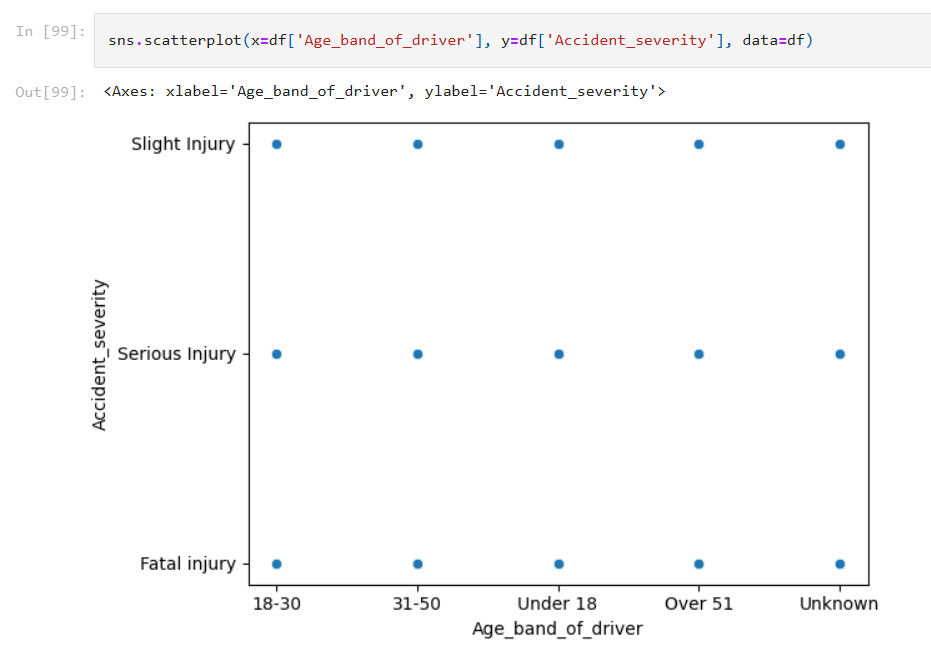 In [99]:
sns.scatterplot(x=df['Age_band_of_driver'], y=df['Accident_severity'], data=df)
Out[99]:
<Axes: xlabel='Age_band_of_driver', ylabel='Accident_severity'>
Slight Injury
Accident_severity
Serious Injury
Fatal injury
18-30 31-50 Under 18 Over 51 Unknown
Age_band_of_driver